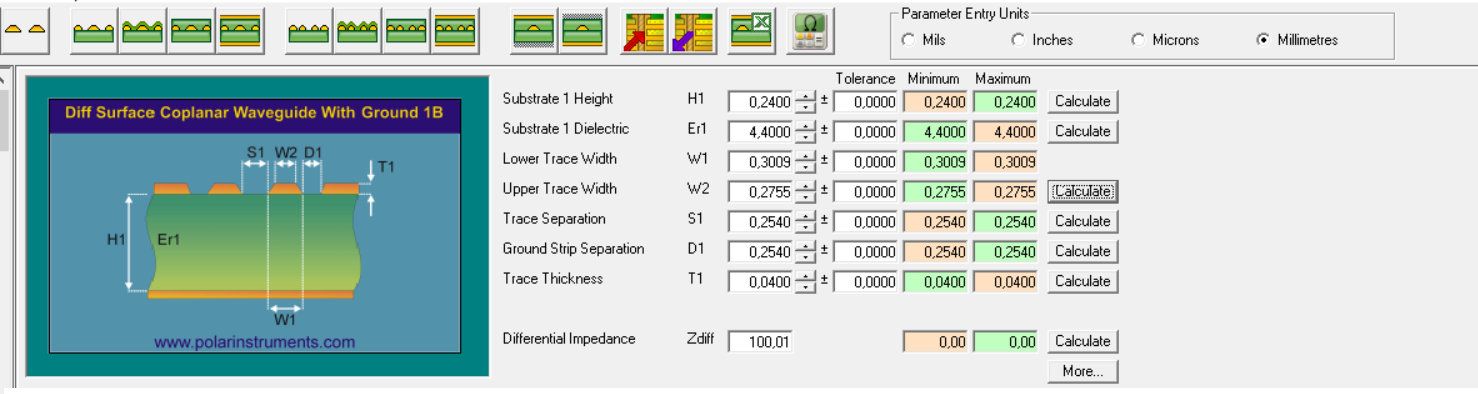 Parameter Entry Units
Mils Inches Microns Millimetres
Tolerance Minimum Maximum
Diff Surface Coplanar Waveguide With Ground 1B
S1 W2 D1
T1
H1 Er1
W1
www.polarinstruments.com
Substrate 1 Height H1 0,2400 ± 0,0000 0,2400 0,2400 Calculate
Substrate 1 Dielectric Er1 4,4000 ± 0,0000 4,4000 4,4000 Calculate
Lower Trace Width W1 0,3009 ± 0,0000 0,3009 0,3009
Upper Trace Width W2 0,2755 ± 0,0000 0,2755 0,2755 Calculate
Trace Separation S1 0,2540 ± 0,0000 0,2540 0,2540 Calculate
Ground Strip Separation D1 0,2540 ± 0,0000 0,2540 0,2540 Calculate
Trace Thickness T1 0,0400 ± 0,0000 0,0400 0,0400 Calculate
Differential Impedance Zdiff 100,01 0,00 0,00 Calculate
More...